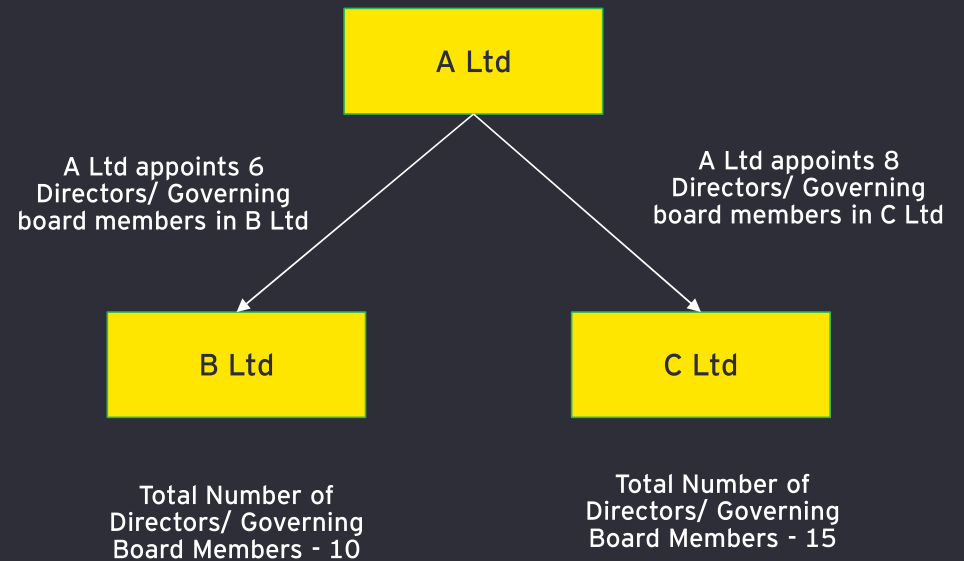 A Ltd
A Ltd appoints 6
Directors/ Governing
board members in B Ltd
A Ltd appoints 8
Directors/ Governing
board members in C Ltd
B Ltd
C Ltd
Total Number of
Directors/ Governing
Board Members - 10
Total Number of
Directors/ Governing
Board Members - 15